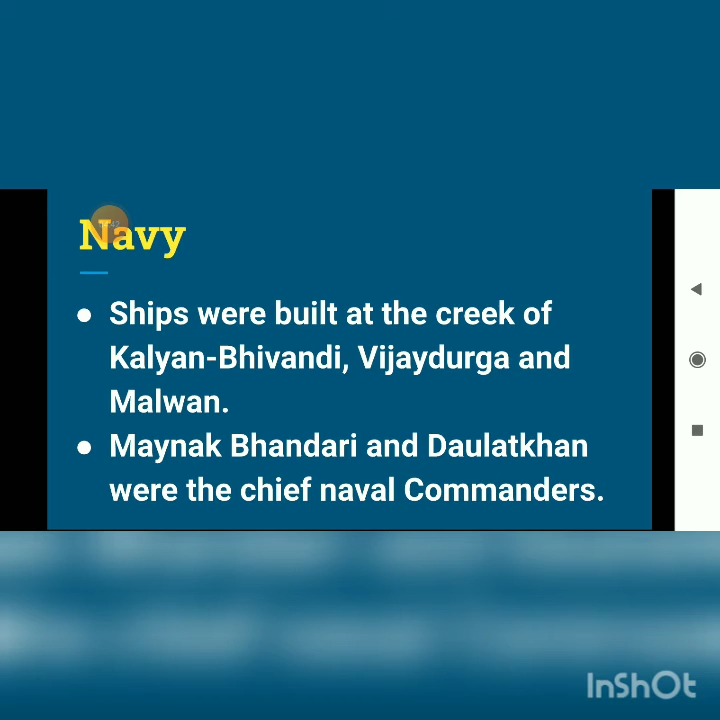 Navy
● Ships were built at the creek of
Kalyan-Bhivandi, Vijaydurga and
Malwan.
● Maynak Bhandari and Daulatkhan
were the chief naval Commanders.
InShOt